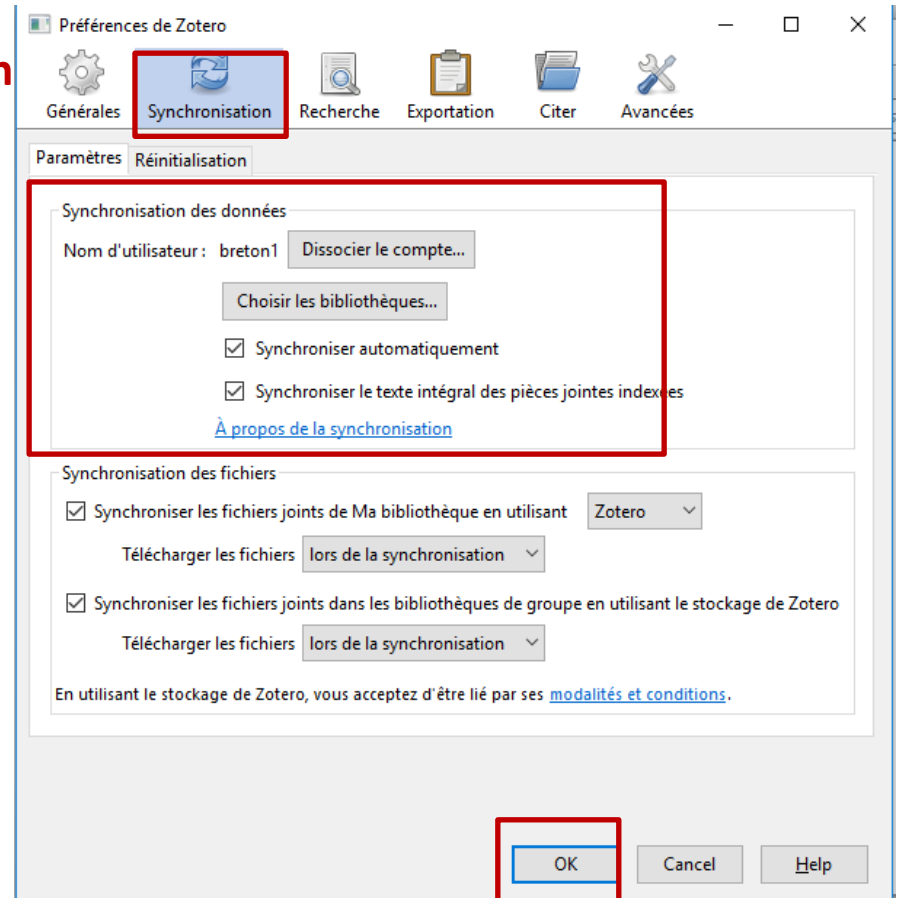 Préférences de Zotero
n
Générales Synchronisation Recherche Exportation Citer Avancées
Paramètres Réinitialisation
Synchronisation des données
Nom d'utilisateur : breton1 Dissocier le compte...
Choisir les bibliothèques...
Synchroniser automatiquement
Synchroniser le texte intégral des pièces jointes indexées
À propos de la synchronisation
Synchronisation des fichiers
Synchroniser les fichiers joints de Ma bibliothèque en utilisant Zotero
Télécharger les fichiers lors de la synchronisation
Synchroniser les fichiers joints dans les bibliothèques de groupe en utilisant le stockage de Zotero
Télécharger les fichiers lors de la synchronisation
En utilisant le stockage de Zotero, vous acceptez d'être lié par ses modalités et conditions.
OK Cancel Help